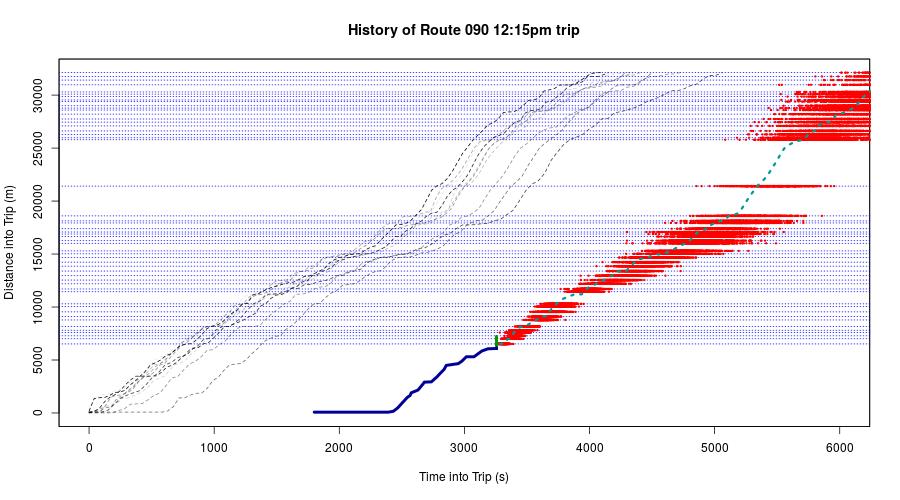 History of Route 090 12:15pm trip
Distance into Trip (m)
30000
25000
20000
15000
10000
5000
0
0 1000 2000 3000 4000 5000 6000
Time into Trip (s)